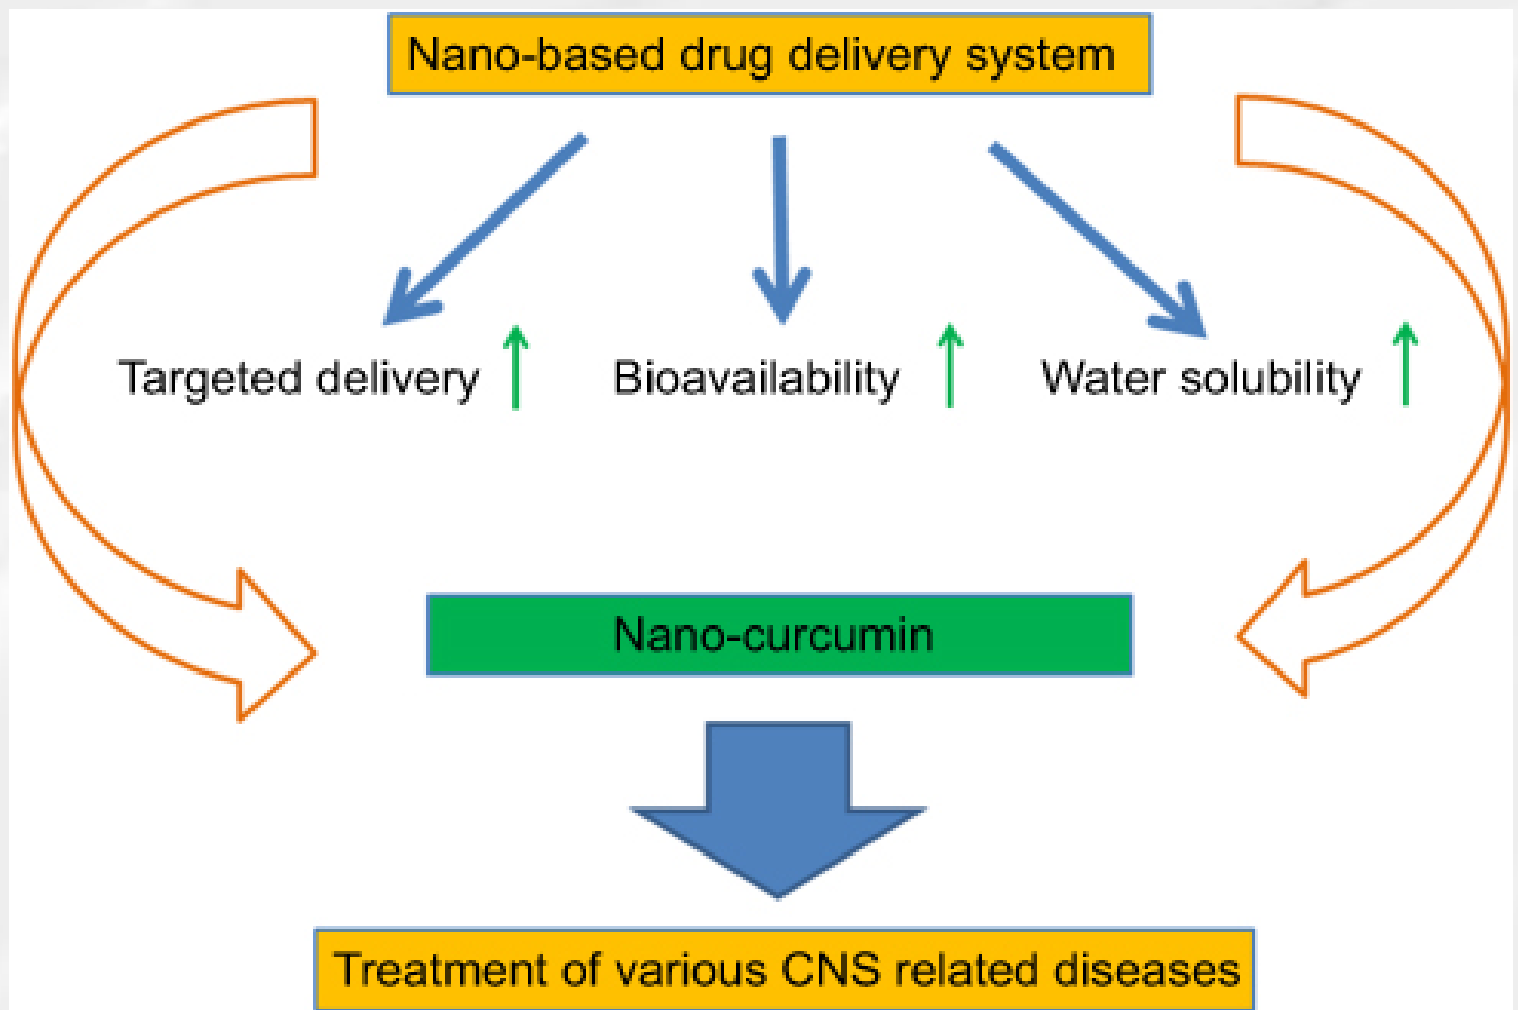 Nano-based drug delivery system
Targeted delivery
Bioavailability
Water solubility
Nano-curcumin
Treatment of various CNS related diseases